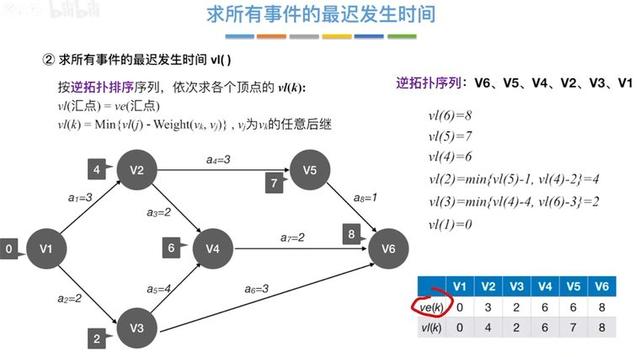 bilibili
求所有事件的最迟发生时间
② 求所有事件的最迟发生时间 vl( )
按逆拓扑排序序列，依次求各个顶点的 vl(k):
vl(汇点) = ve(汇点)
vl(k) = Min{vl(j) - Weight(vk, vj)} , vj为vk的任意后继
逆拓扑序列：V6、V5、V4、V2、V3、V1
vl(6)=8
vl(5)=7
vl(4)=6
vl(2)=min{vl(5)-1, vl(4)-2}=4
vl(3)=min{vl(4)-4, vl(6)-3}=2
vl(1)=0
4
V2
a4=3
V5
7
a1=3
a3=2
a8=1
0
V1
6
V4
a7=2
8
V6
a2=2
a5=4
a6=3
2
V3
V1 V2 V3 V4 V5 V6
ve(k) 0 3 2 6 6 8
vl(k) 0 4 2 6 7 8